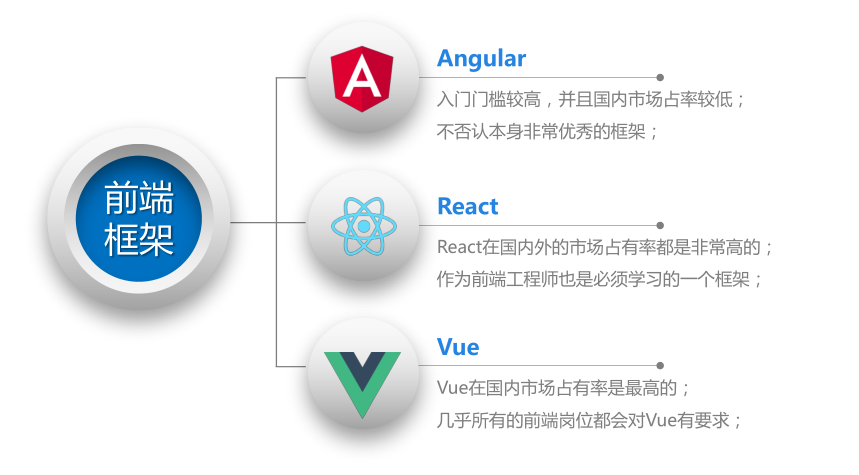 前端
框架
Angular
入门门槛较高，并且国内市场占率较低；
不否认本身非常优秀的框架；
React
React在国内外的市场占有率都是非常高的；
作为前端工程师也是必须学习的一个框架；
Vue
Vue在国内市场占有率是最高的；
几乎所有的前端岗位都会对Vue有要求；